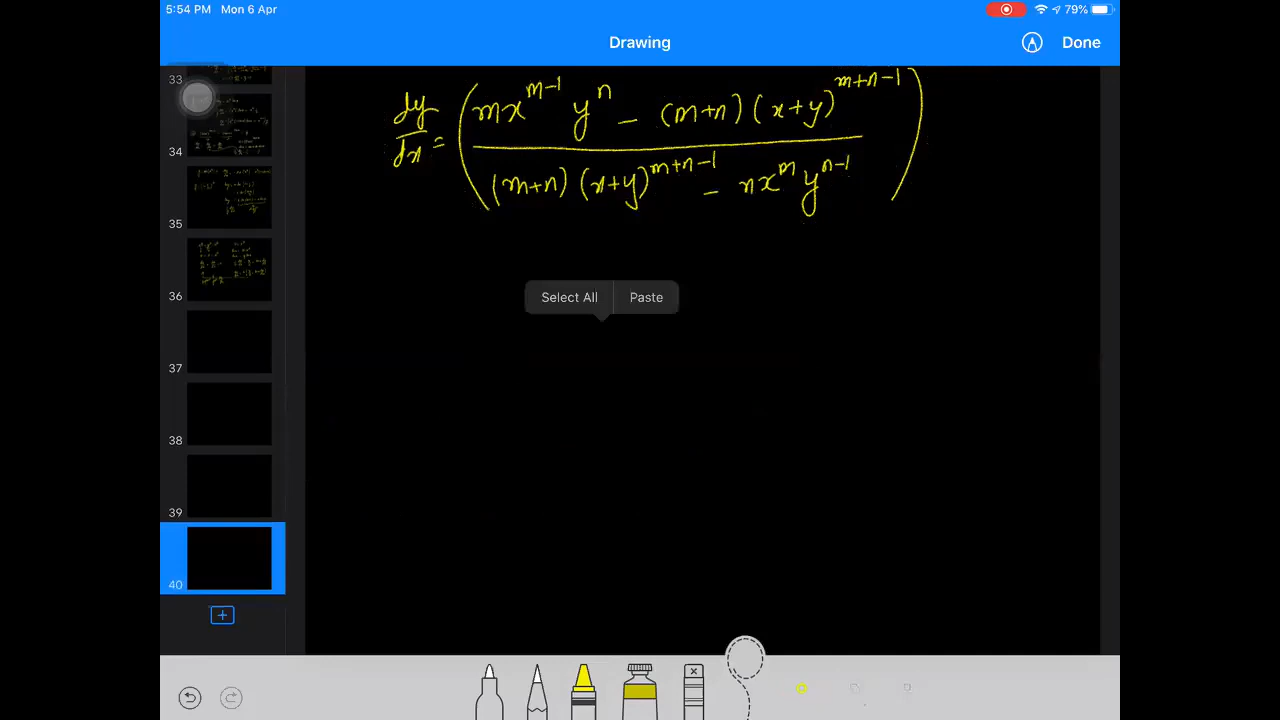 5:54 PM Mon 6 Apr 79%
Drawing Done
33
34
35
36
37
38
39
40
dy/dx = ( (mx^{m-1} y^n - (m+n)(x+y)^{m+n-1}) / ((m+n)(x+y)^{m+n-1} - nx^m y^{n-1}) )
Select All Paste